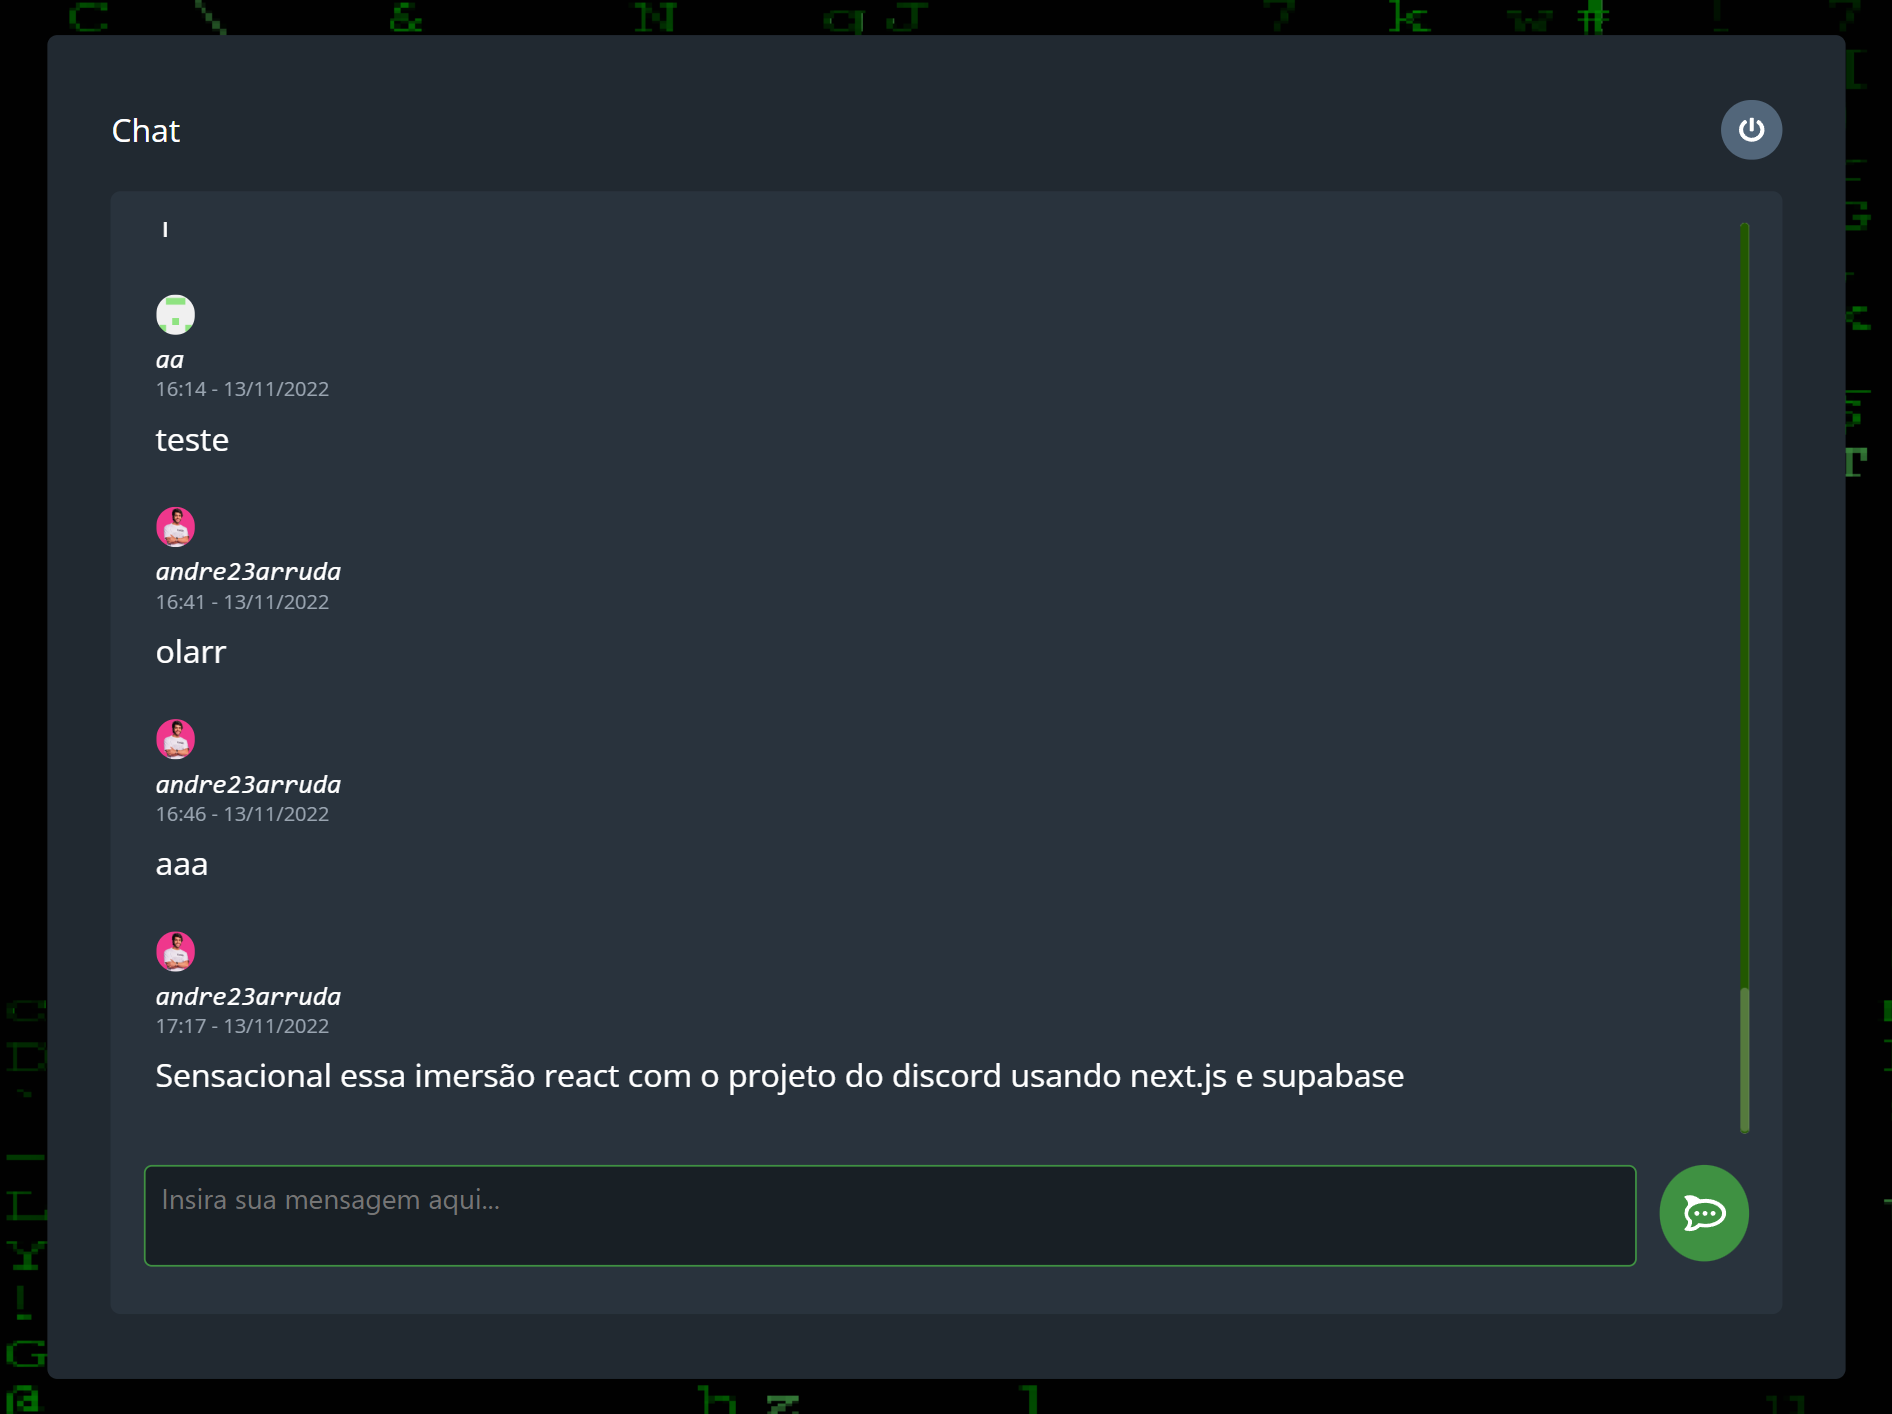 C \ & N q J 7 k w # ! 7
Chat
aa
16:14 - 13/11/2022
teste
andre23arruda
16:41 - 13/11/2022
olarr
andre23arruda
16:46 - 13/11/2022
aaa
andre23arruda
17:17 - 13/11/2022
Sensacional essa imersão react com o projeto do discord usando next.js e supabase
Insira sua mensagem aqui...